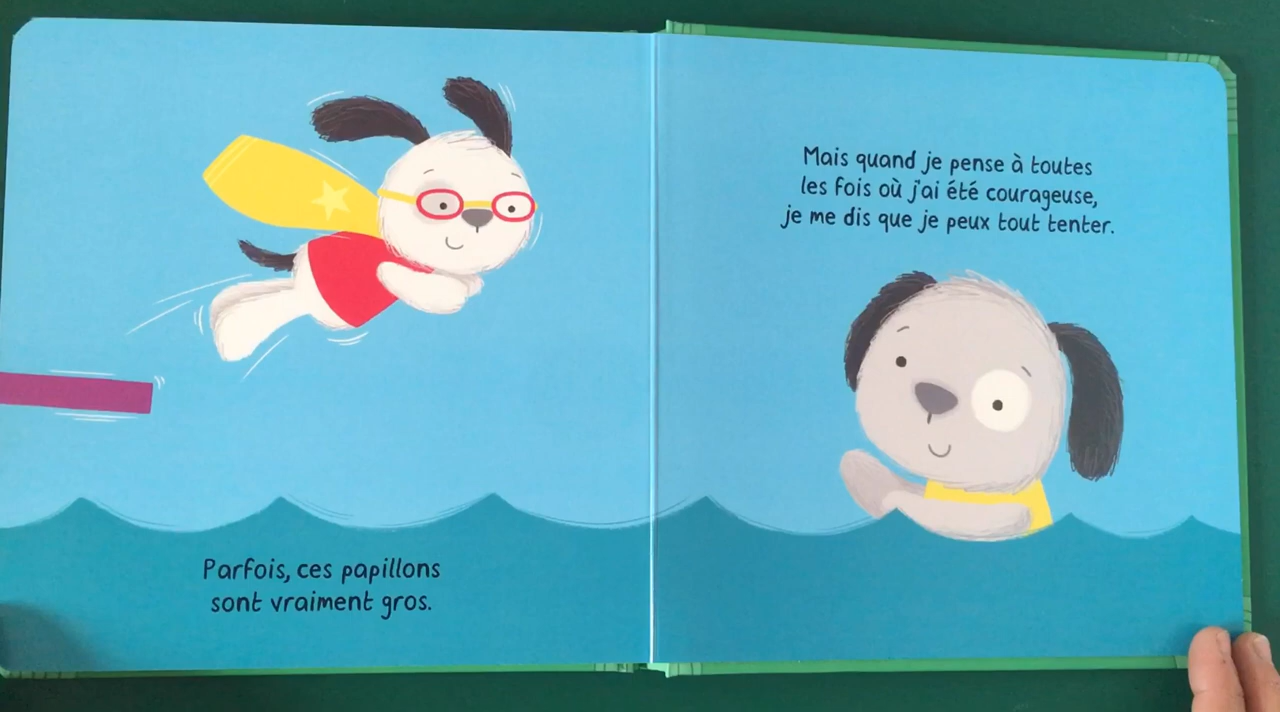 Parfois, ces papillons
sont vraiment gros.
Mais quand je pense à toutes
les fois où j'ai été courageuse,
je me dis que je peux tout tenter.